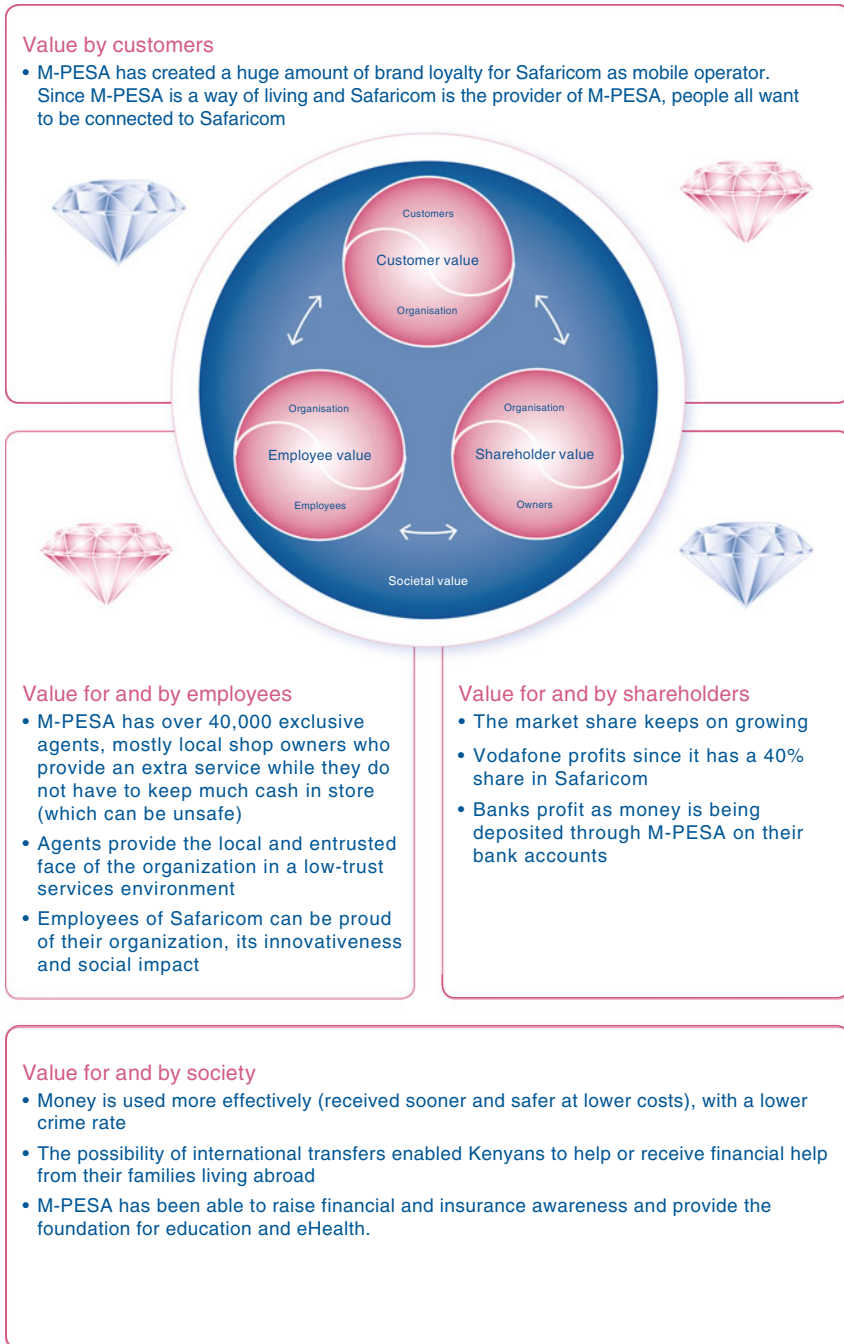 Value by customers
• M-PESA has created a huge amount of brand loyalty for Safaricom as mobile operator.
Since M-PESA is a way of living and Safaricom is the provider of M-PESA, people all want
to be connected to Safaricom
Customers
Customer value
Organisation
Organisation
Employee value
Employees
Organisation
Shareholder value
Owners
Societal value
Value for and by employees
• M-PESA has over 40,000 exclusive
agents, mostly local shop owners who
provide an extra service while they do
not have to keep much cash in store
(which can be unsafe)
• Agents provide the local and entrusted
face of the organization in a low-trust
services environment
• Employees of Safaricom can be proud
of their organization, its innovativeness
and social impact
Value for and by shareholders
• The market share keeps on growing
• Vodafone profits since it has a 40%
share in Safaricom
• Banks profit as money is being
deposited through M-PESA on their
bank accounts
Value for and by society
• Money is used more effectively (received sooner and safer at lower costs), with a lower
crime rate
• The possibility of international transfers enabled Kenyans to help or receive financial help
from their families living abroad
• M-PESA has been able to raise financial and insurance awareness and provide the
foundation for education and eHealth.